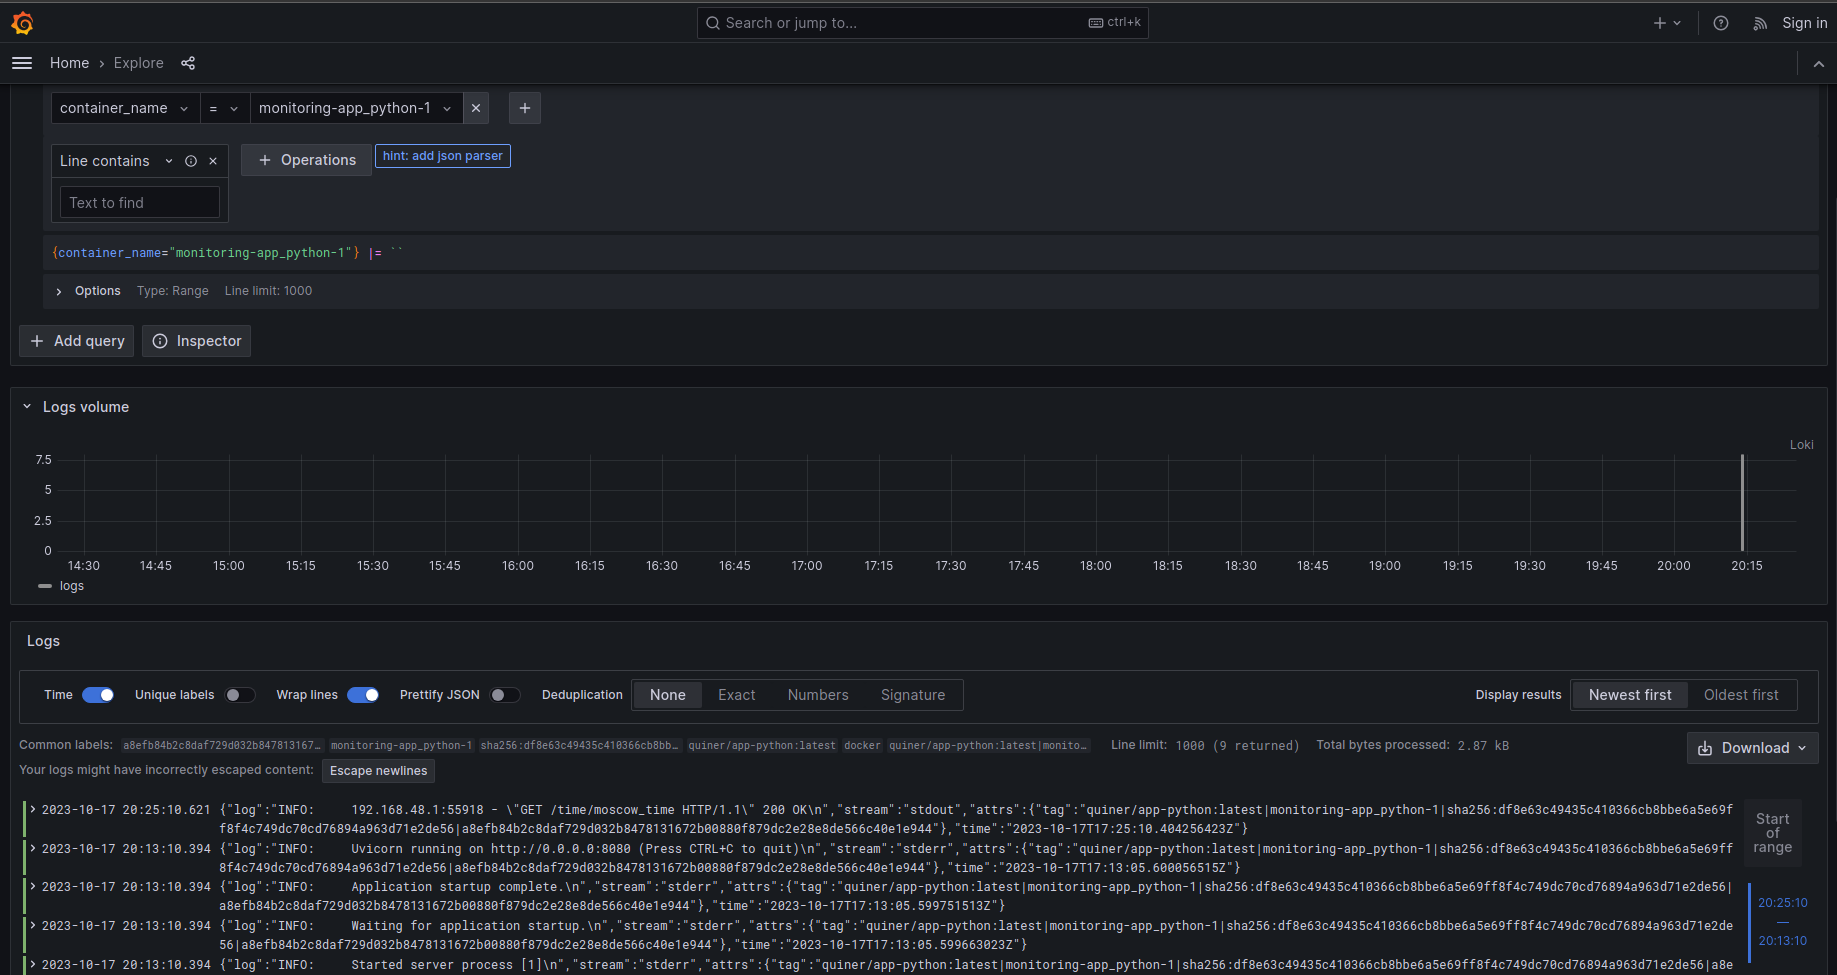 Search or jump to...
ctrl+k
Sign in
Home › Explore
container_name
=
monitoring-app_python-1
Line contains
Operations
hint: add json parser
Text to find
{container_name="monitoring-app_python-1"} |= ``
Options Type: Range Line limit: 1000
Add query
Inspector
Logs volume
Loki
7.5
5
2.5
0
14:30 14:45 15:00 15:15 15:30 15:45 16:00 16:15 16:30 16:45 17:00 17:15 17:30 17:45 18:00 18:15 18:30 18:45 19:00 19:15 19:30 19:45 20:00 20:15
logs
Logs
Time Unique labels Wrap lines Prettify JSON Deduplication None Exact Numbers Signature Display results Newest first Oldest first
Common labels: a8efb84b2c8daf729d032b847813167… monitoring-app_python-1 sha256:df8e63c49435c410366cb8bb… quiner/app-python:latest docker quiner/app-python:latest|monito… Line limit: 1000 (9 returned) Total bytes processed: 2.87 kB
Download
Your logs might have incorrectly escaped content: Escape newlines
2023-10-17 20:25:10.621 {"log":"INFO: 192.168.48.1:55918 - \"GET /time/moscow_time HTTP/1.1\" 200 OK\n","stream":"stdout","attrs":{"tag":"quiner/app-python:latest|monitoring-app_python-1|sha256:df8e63c49435c410366cb8bbe6a5e69f
f8f4c749dc70cd76894a963d71e2de56|a8efb84b2c8daf729d032b8478131672b00880f879dc2e28e8de566c40e1e944"},"time":"2023-10-17T17:25:10.404256423Z"}
2023-10-17 20:13:10.394 {"log":"INFO: Uvicorn running on http://0.0.0.0:8080 (Press CTRL+C to quit)\n","stream":"stderr","attrs":{"tag":"quiner/app-python:latest|monitoring-app_python-1|sha256:df8e63c49435c410366cb8bbe6a5e69ff
8f4c749dc70cd76894a963d71e2de56|a8efb84b2c8daf729d032b8478131672b00880f879dc2e28e8de566c40e1e944"},"time":"2023-10-17T17:13:05.600056515Z"}
2023-10-17 20:13:10.394 {"log":"INFO: Application startup complete.\n","stream":"stderr","attrs":{"tag":"quiner/app-python:latest|monitoring-app_python-1|sha256:df8e63c49435c410366cb8bbe6a5e69ff8f4c749dc70cd76894a963d71e2de56|
a8efb84b2c8daf729d032b8478131672b00880f879dc2e28e8de566c40e1e944"},"time":"2023-10-17T17:13:05.599751513Z"}
2023-10-17 20:13:10.394 {"log":"INFO: Waiting for application startup.\n","stream":"stderr","attrs":{"tag":"quiner/app-python:latest|monitoring-app_python-1|sha256:df8e63c49435c410366cb8bbe6a5e69ff8f4c749dc70cd76894a963d71e2de
56|a8efb84b2c8daf729d032b8478131672b00880f879dc2e28e8de566c40e1e944"},"time":"2023-10-17T17:13:05.599663023Z"}
2023-10-17 20:13:10.394 {"log":"INFO: Started server process [1]\n","stream":"stderr","attrs":{"tag":"quiner/app-python:latest|monitoring-app_python-1|sha256:df8e63c49435c410366cb8bbe6a5e69ff8f4c749dc70cd76894a963d71e2de56|a8e
Start
of
range
20:25:10
—
20:13:10